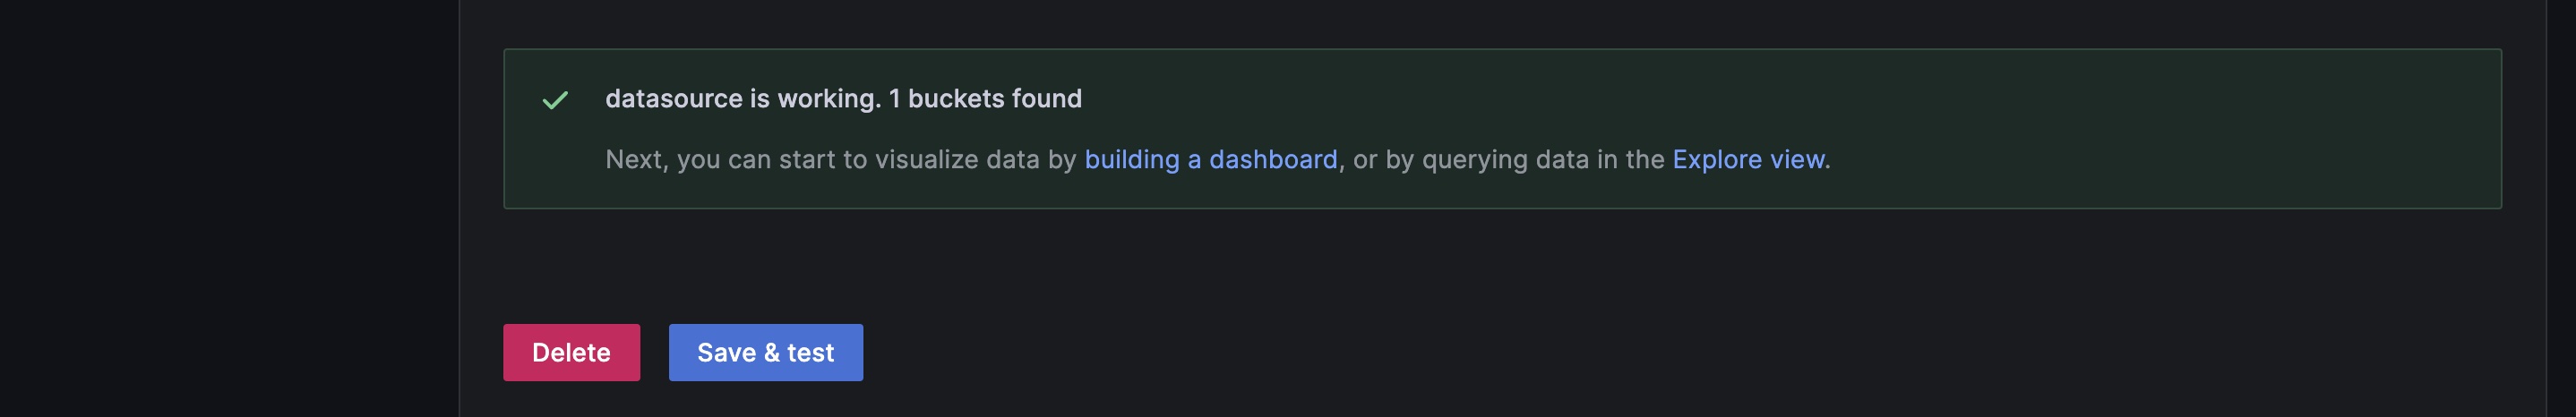 datasource is working. 1 buckets found
Next, you can start to visualize data by building a dashboard, or by querying data in the Explore view.
Delete
Save & test